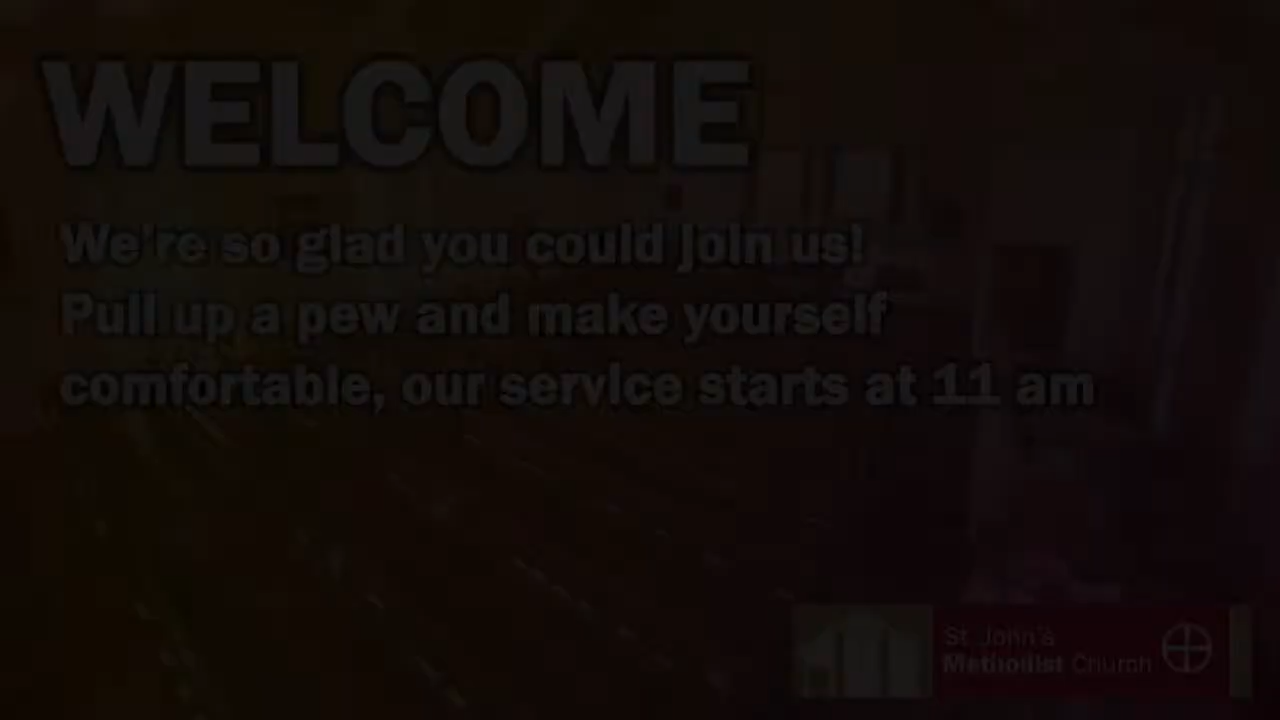 WELCOME
We're so glad you could join us!
Pull up a pew and make yourself
comfortable, our service starts at 11 am
St John's
Methodist Church